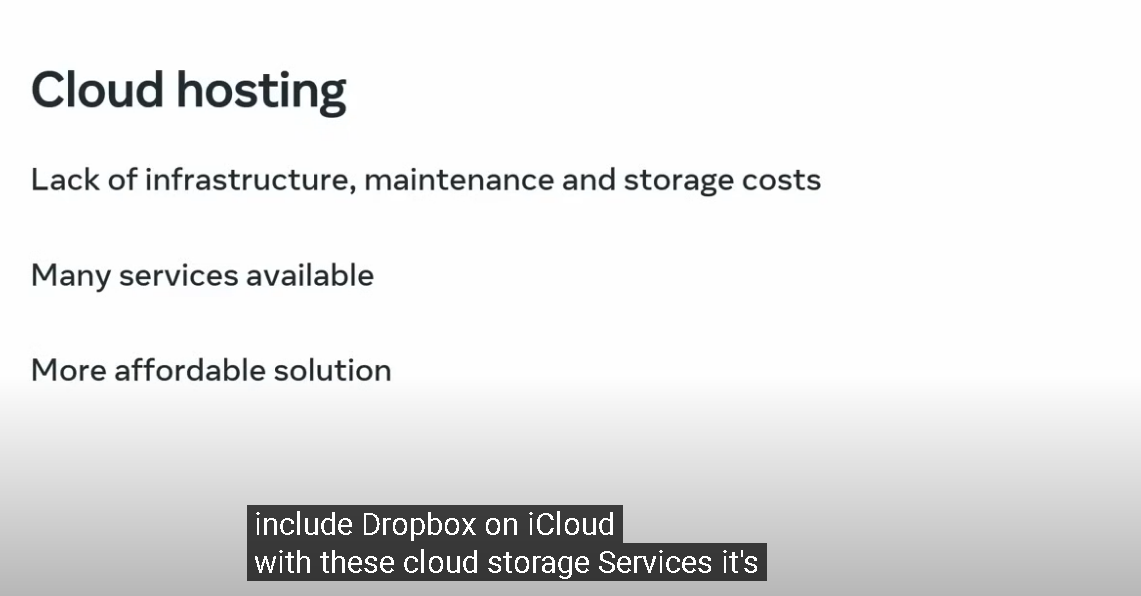 Cloud hosting
Lack of infrastructure, maintenance and storage costs
Many services available
More affordable solution
include Dropbox on iCloud
with these cloud storage Services it's